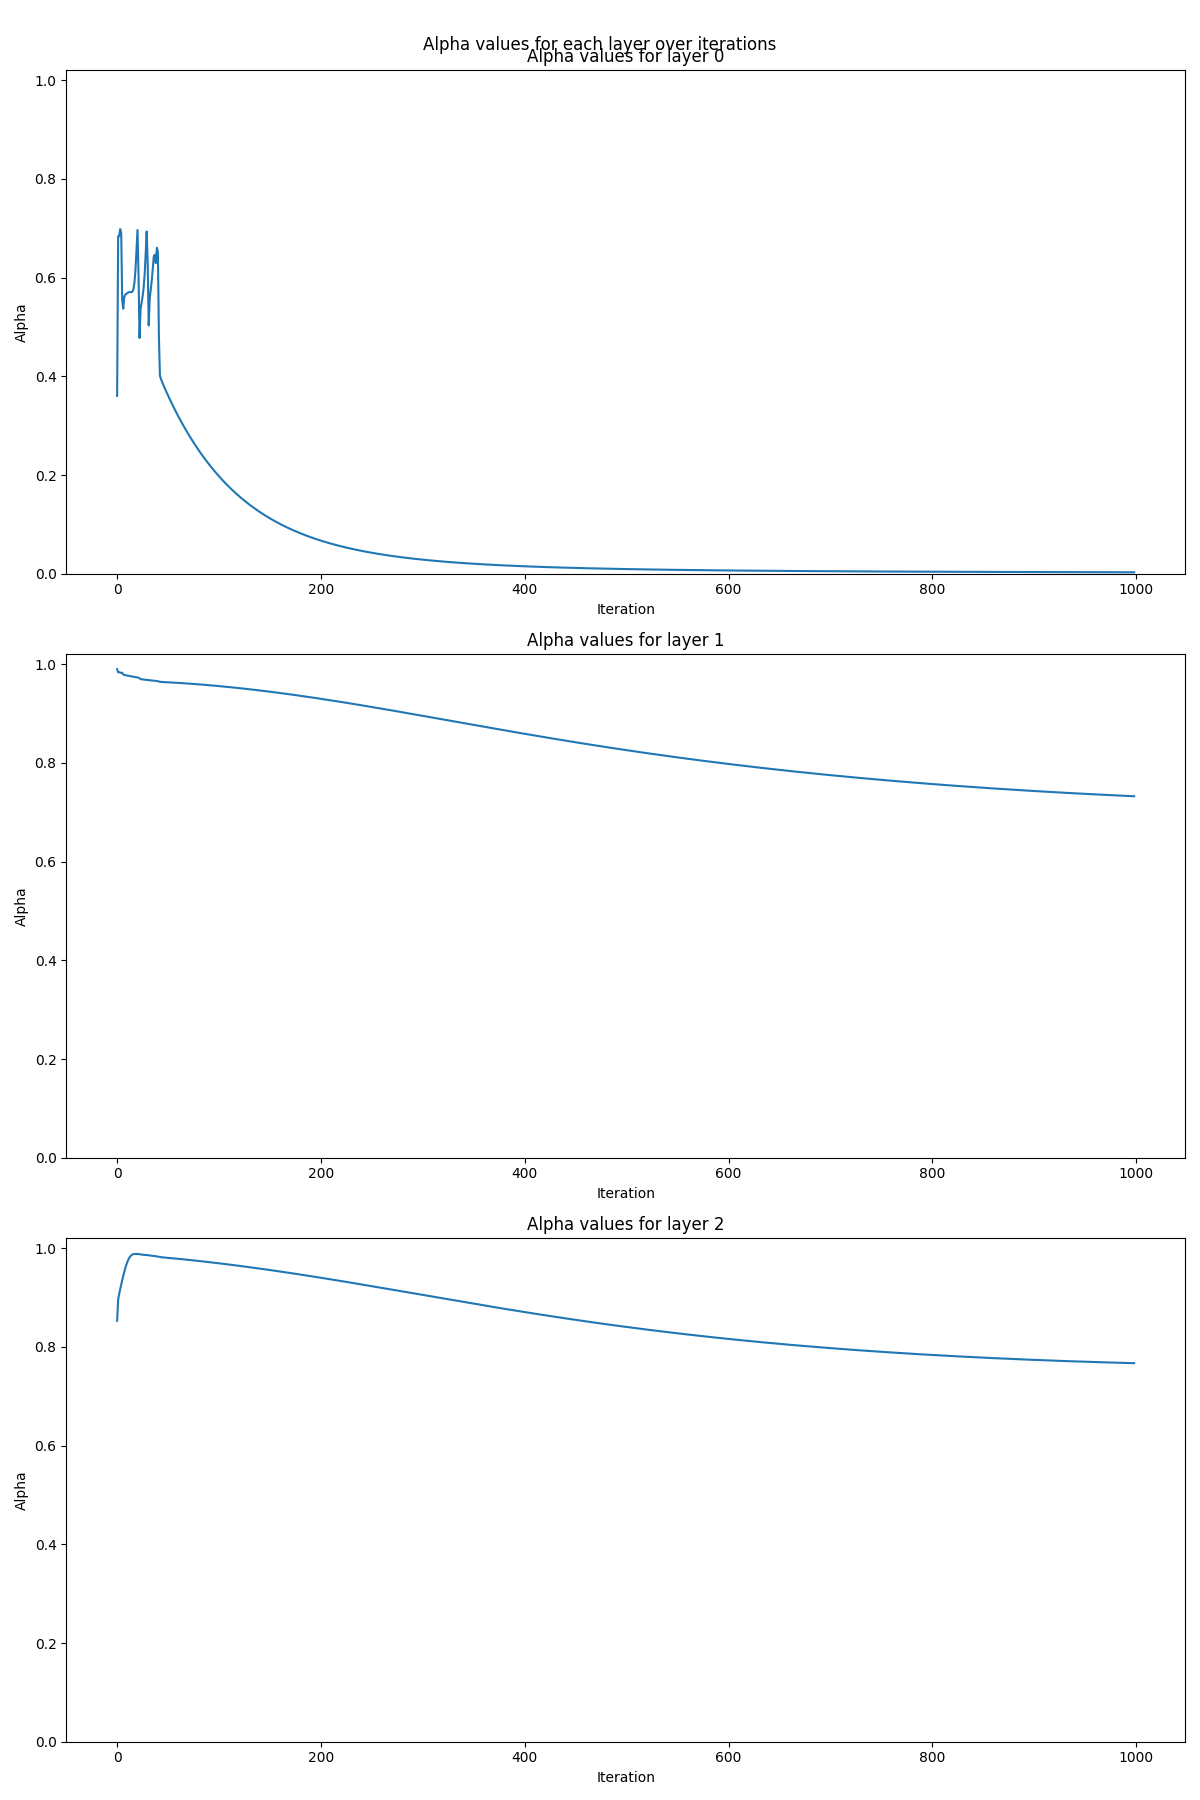 Alpha values for each layer over iterations
Alpha values for layer 0
1.0
0.8
0.6
0.4
0.2
0.0
Alpha
0 200 400 600 800 1000
Iteration
Alpha values for layer 1
1.0
0.8
0.6
0.4
0.2
0.0
Alpha
0 200 400 600 800 1000
Iteration
Alpha values for layer 2
1.0
0.8
0.6
0.4
0.2
0.0
Alpha
0 200 400 600 800 1000
Iteration